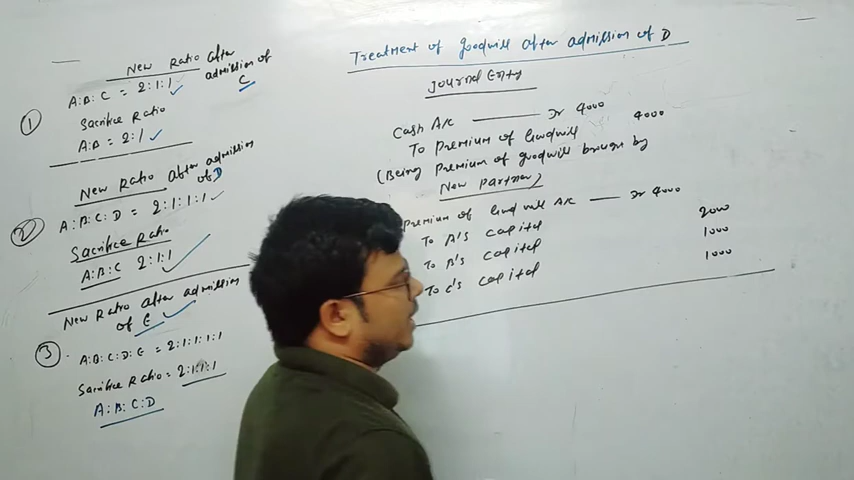 New Ratio after
admission of
C
① A:B:C = 2:1:1
Sacrifice Ratio
A:B = 2:1
New Ratio after admission
of D
② A:B:C:D = 2:1:1:1
Sacrifice Ratio
A:B:C 2:1:1
New Ratio after admission
of E
③ A:B:C:D:E = 2:1:1:1:1
Sacrifice Ratio = 2:1:1:1
A:B:C:D
Treatment of goodwill after admission of D
Journal Entry
Cash A/c Dr 4000
To Premium of Goodwill 4000
(Being Premium of goodwill brough by
New Partner)
Premium of Goodwill A/c Dr 4000
To A's capital 2000
To B's capital 1000
To C's capital 1000